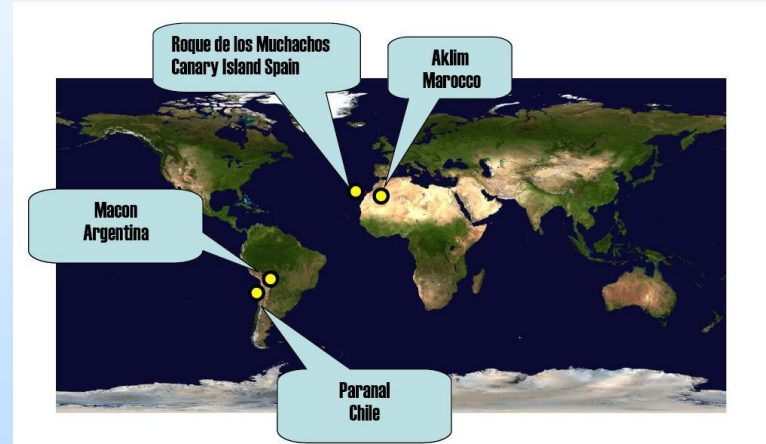 Roque de los Muchachos
Canary Island Spain
Aklim
Marocco
Macon
Argentina
Paranal
Chile